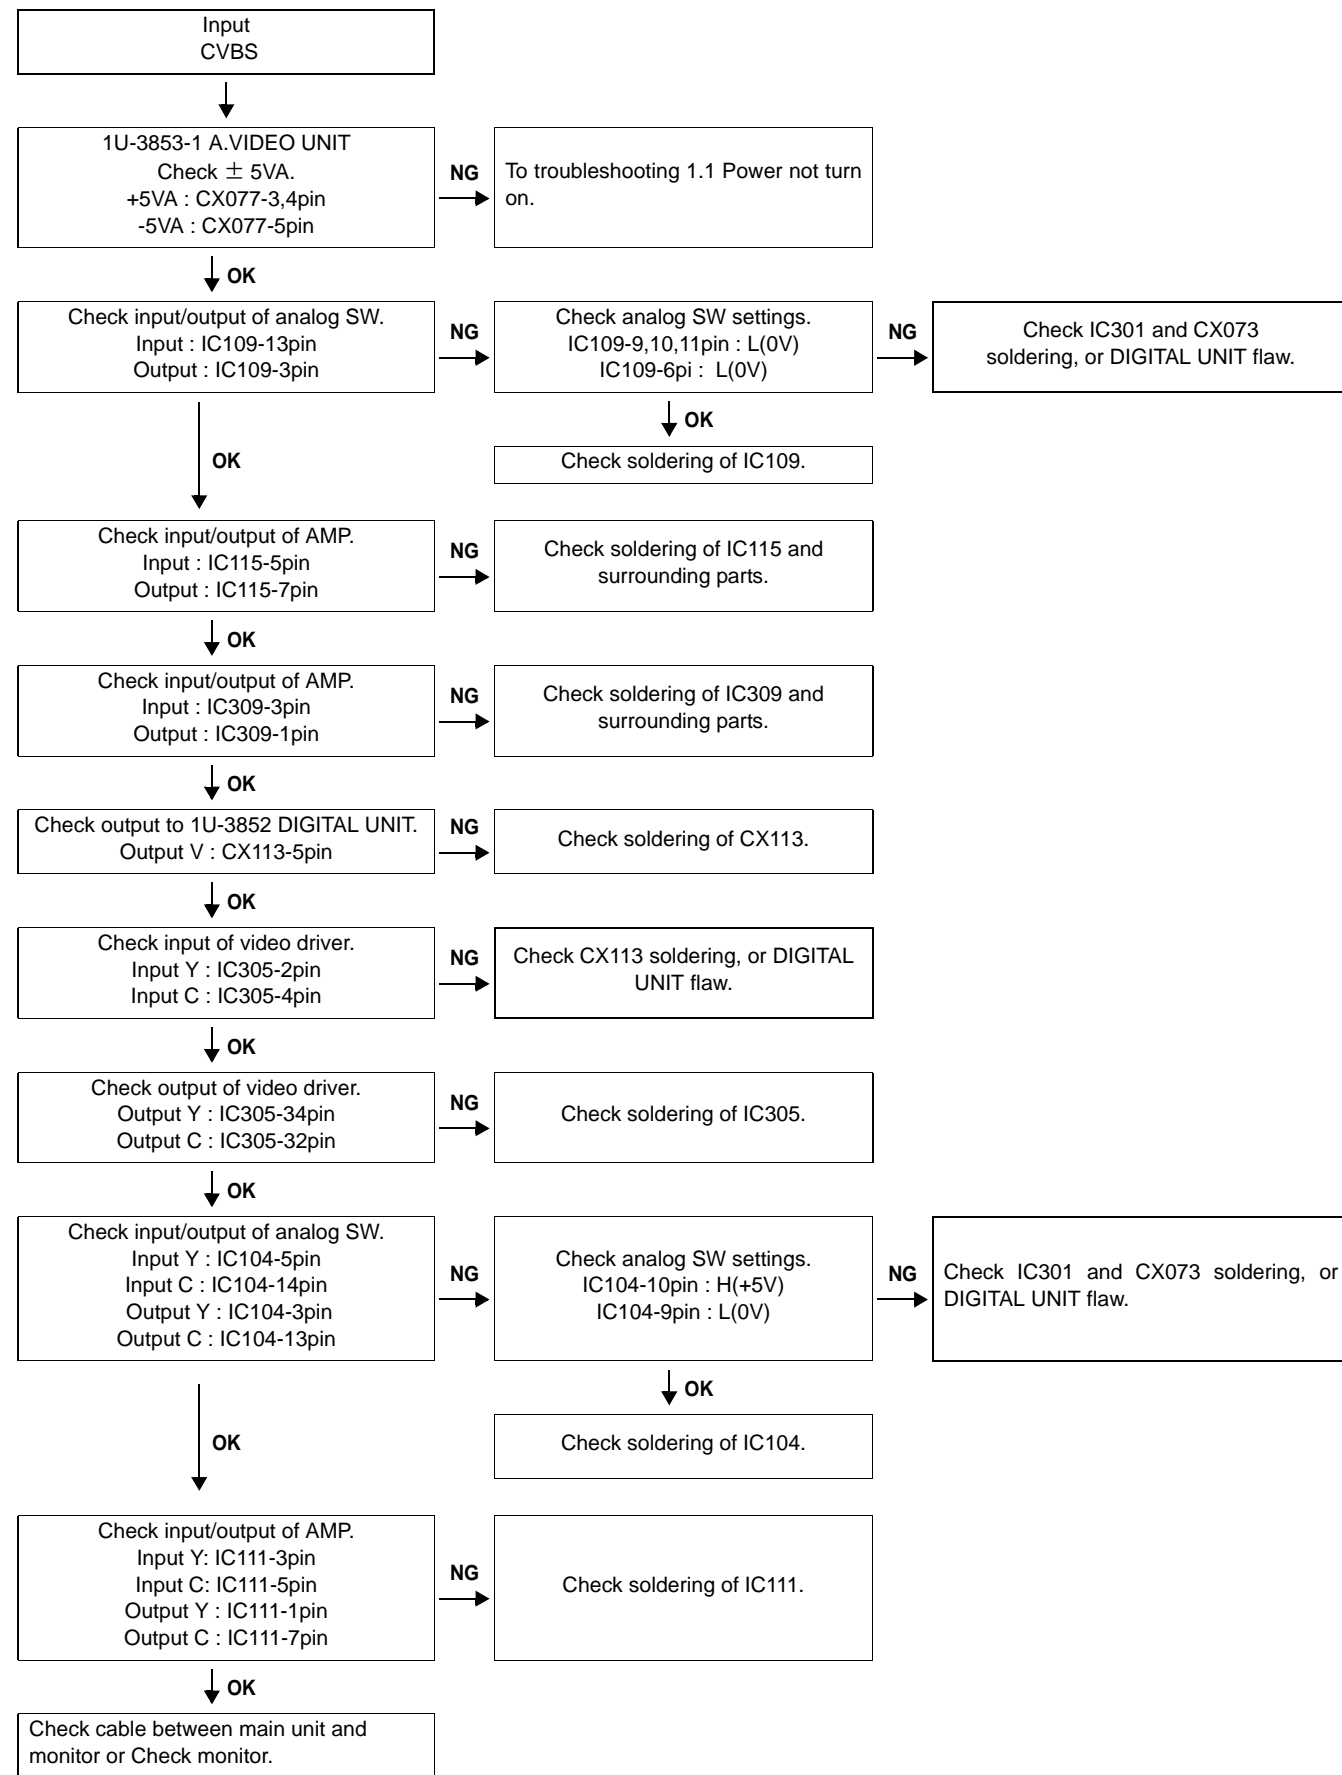 Input
CVBS
1U-3853-1 A.VIDEO UNIT
Check ± 5VA.
+5VA : CX077-3,4pin
-5VA : CX077-5pin
NG
To troubleshooting 1.1 Power not turn
on.
OK
Check input/output of analog SW.
Input : IC109-13pin
Output : IC109-3pin
NG
Check analog SW settings.
IC109-9,10,11pin : L(0V)
IC109-6pi : L(0V)
NG
Check IC301 and CX073
soldering, or DIGITAL UNIT flaw.
OK
Check soldering of IC109.
OK
Check input/output of AMP.
Input : IC115-5pin
Output : IC115-7pin
NG
Check soldering of IC115 and
surrounding parts.
OK
Check input/output of AMP.
Input : IC309-3pin
Output : IC309-1pin
NG
Check soldering of IC309 and
surrounding parts.
OK
Check output to 1U-3852 DIGITAL UNIT.
Output V : CX113-5pin
NG
Check soldering of CX113.
OK
Check input of video driver.
Input Y : IC305-2pin
Input C : IC305-4pin
NG
Check CX113 soldering, or DIGITAL
UNIT flaw.
OK
Check output of video driver.
Output Y : IC305-34pin
Output C : IC305-32pin
NG
Check soldering of IC305.
OK
Check input/output of analog SW.
Input Y : IC104-5pin
Input C : IC104-14pin
Output Y : IC104-3pin
Output C : IC104-13pin
NG
Check analog SW settings.
IC104-10pin : H(+5V)
IC104-9pin : L(0V)
NG
Check IC301 and CX073 soldering, or
DIGITAL UNIT flaw.
OK
Check soldering of IC104.
OK
Check input/output of AMP.
Input Y: IC111-3pin
Input C: IC111-5pin
Output Y : IC111-1pin
Output C : IC111-7pin
NG
Check soldering of IC111.
OK
Check cable between main unit and
monitor or Check monitor.